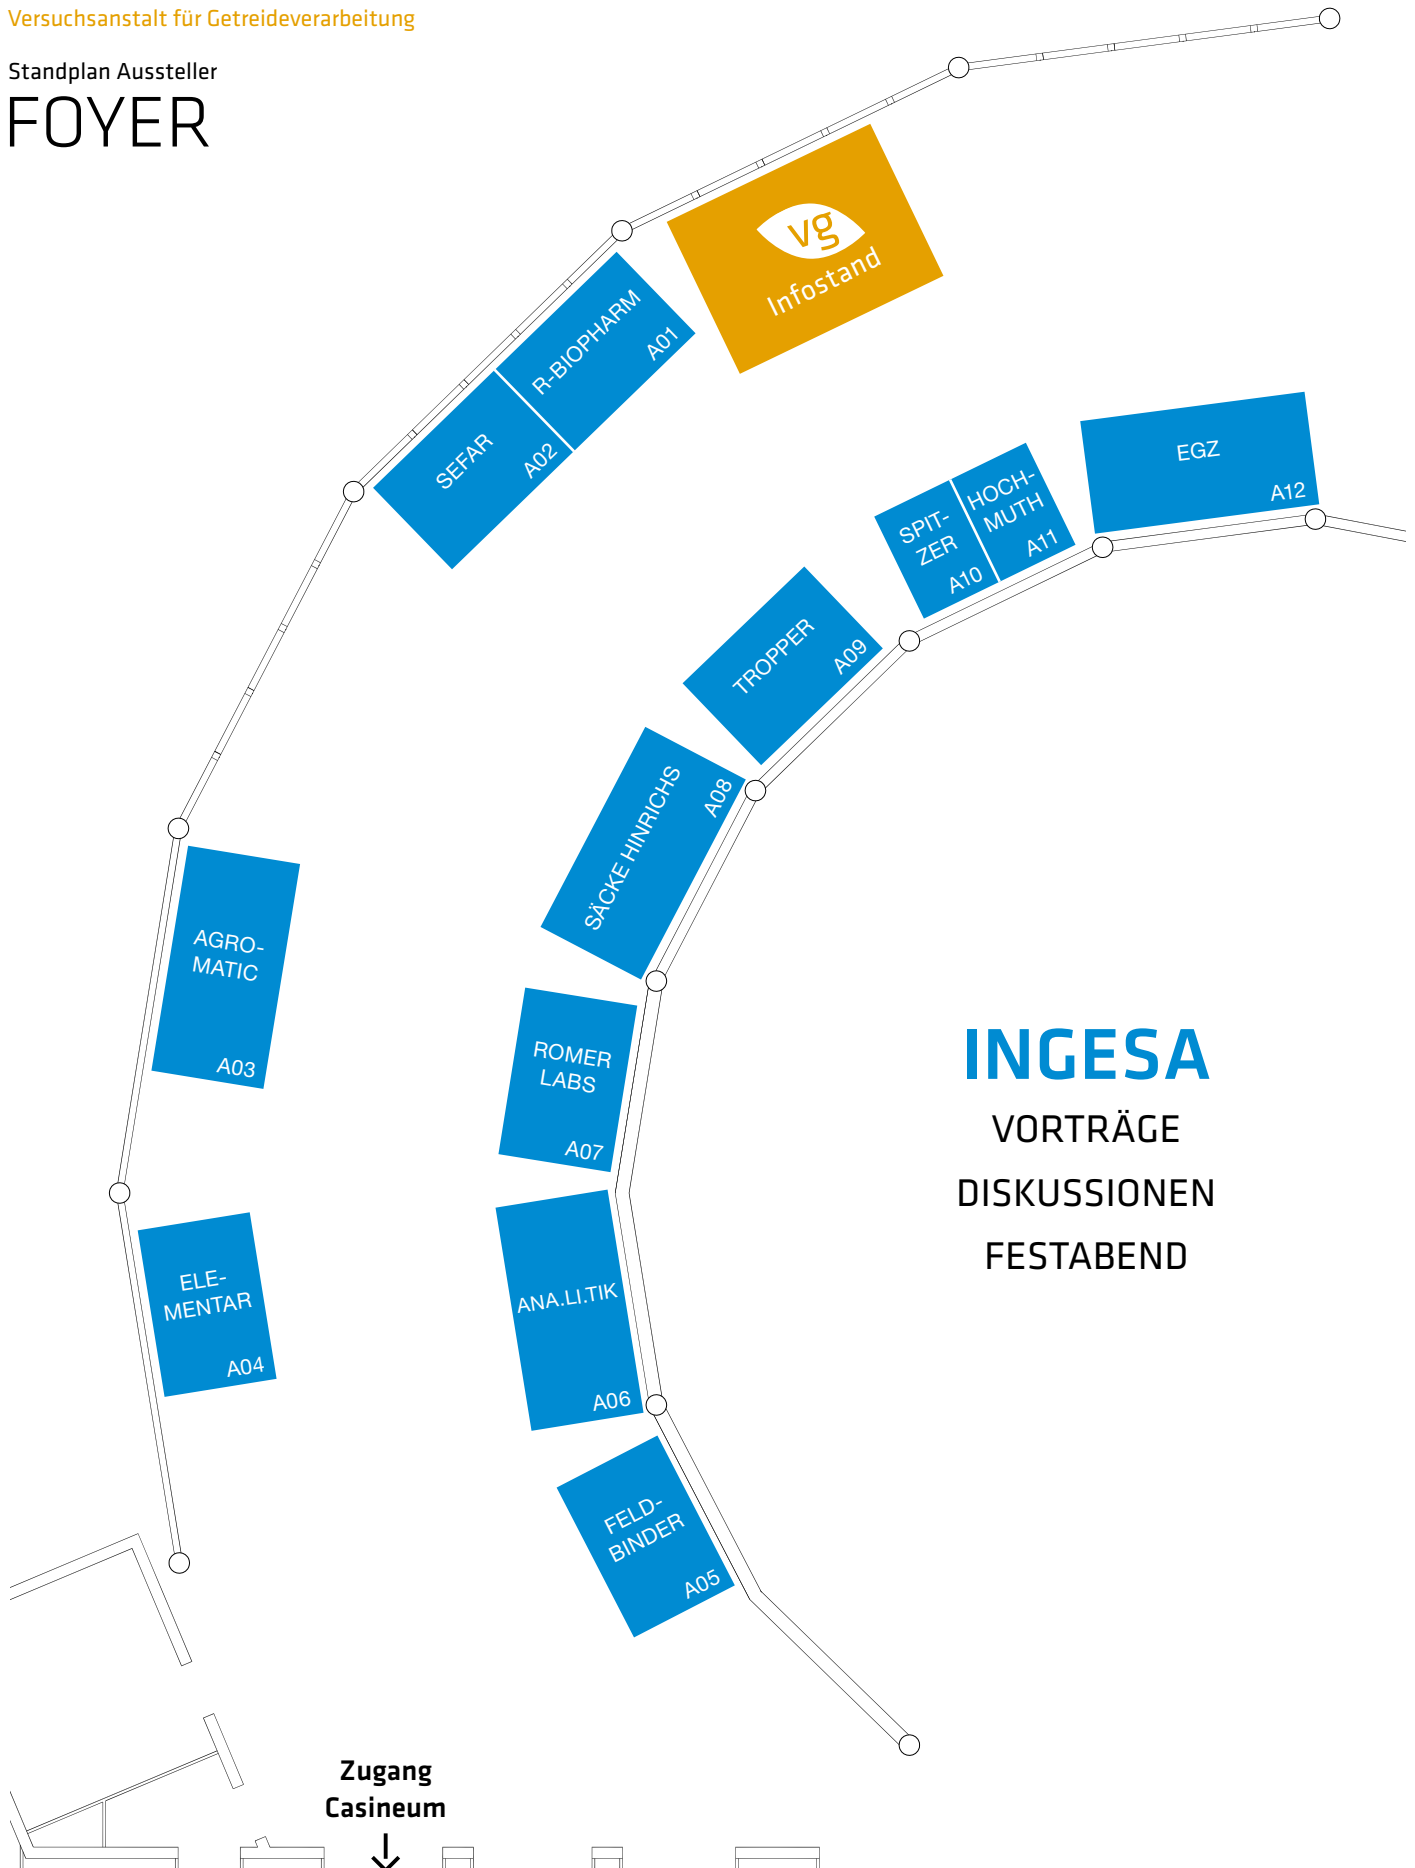 Versuchsanstalt für Getreideverarbeitung
Standplan Aussteller
FOYER
vg
Infostand
R-BIOPHARM
A01
SEFAR
A02
EGZ
A12
HOCH-
MUTH
A11
SPIT-
ZER
A10
TROPPER
A09
SÄCKE HINRICHS
A08
AGRO-
MATIC
A03
ROMER
LABS
A07
INGESA
VORTRÄGE
DISKUSSIONEN
FESTABEND
ELE-
MENTAR
A04
ANA.LI.TIK
A06
FELD-
BINDER
A05
Zugang
Casineum